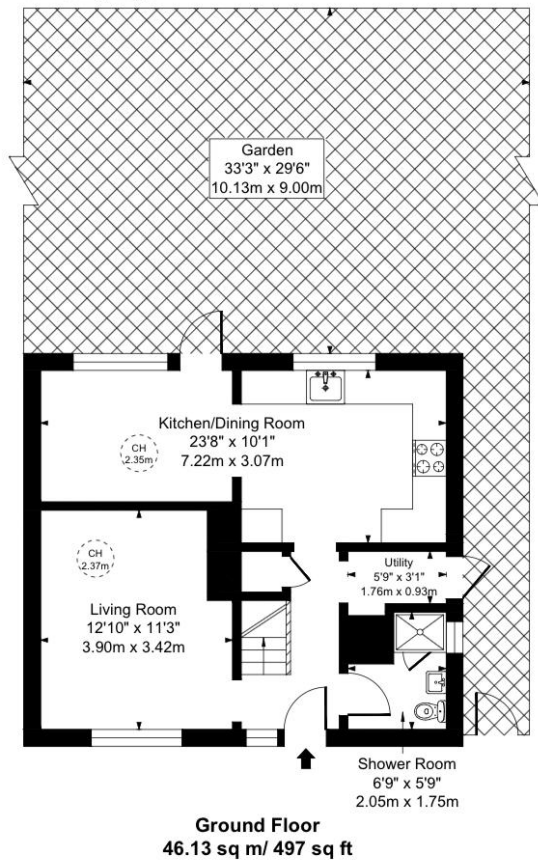 Garden
33'3" x 29'6"
10.13m x 9.00m
Kitchen/Dining Room
23'8" x 10'1"
7.22m x 3.07m
CH
2.35m
CH
2.37m
Utility
5'9" x 3'1"
1.76m x 0.93m
Living Room
12'10" x 11'3"
3.90m x 3.42m
Shower Room
6'9" x 5'9"
2.05m x 1.75m
Ground Floor
46.13 sq m/ 497 sq ft